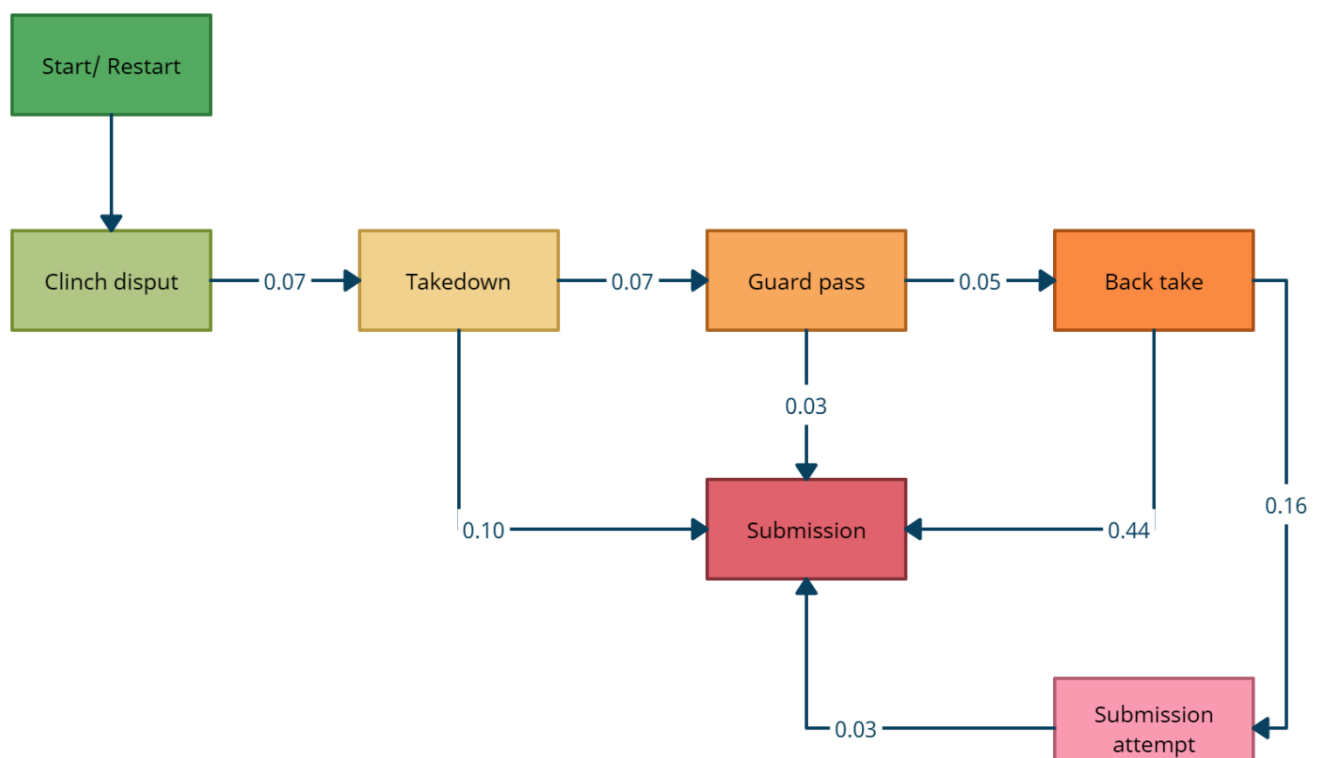 Start/ Restart
Clinch disput
0.07
Takedown
0.07
Guard pass
0.05
Back take
0.03
0.16
0.10
Submission
0.44
Submission
attempt
0.03